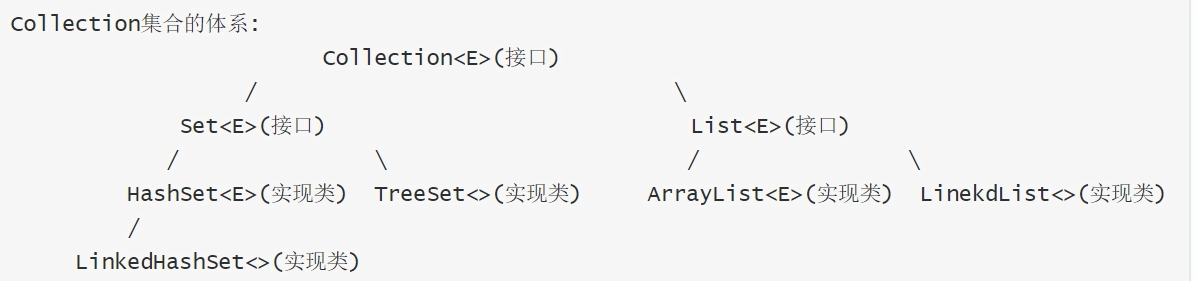 Collection集合的体系:
Collection<E>(接口)
/ \
Set<E>(接口) List<E>(接口)
/ \ / \
HashSet<E>(实现类) TreeSet<>(实现类) ArrayList<E>(实现类) LinekdList<>(实现类)
/
LinkedHashSet<>(实现类)